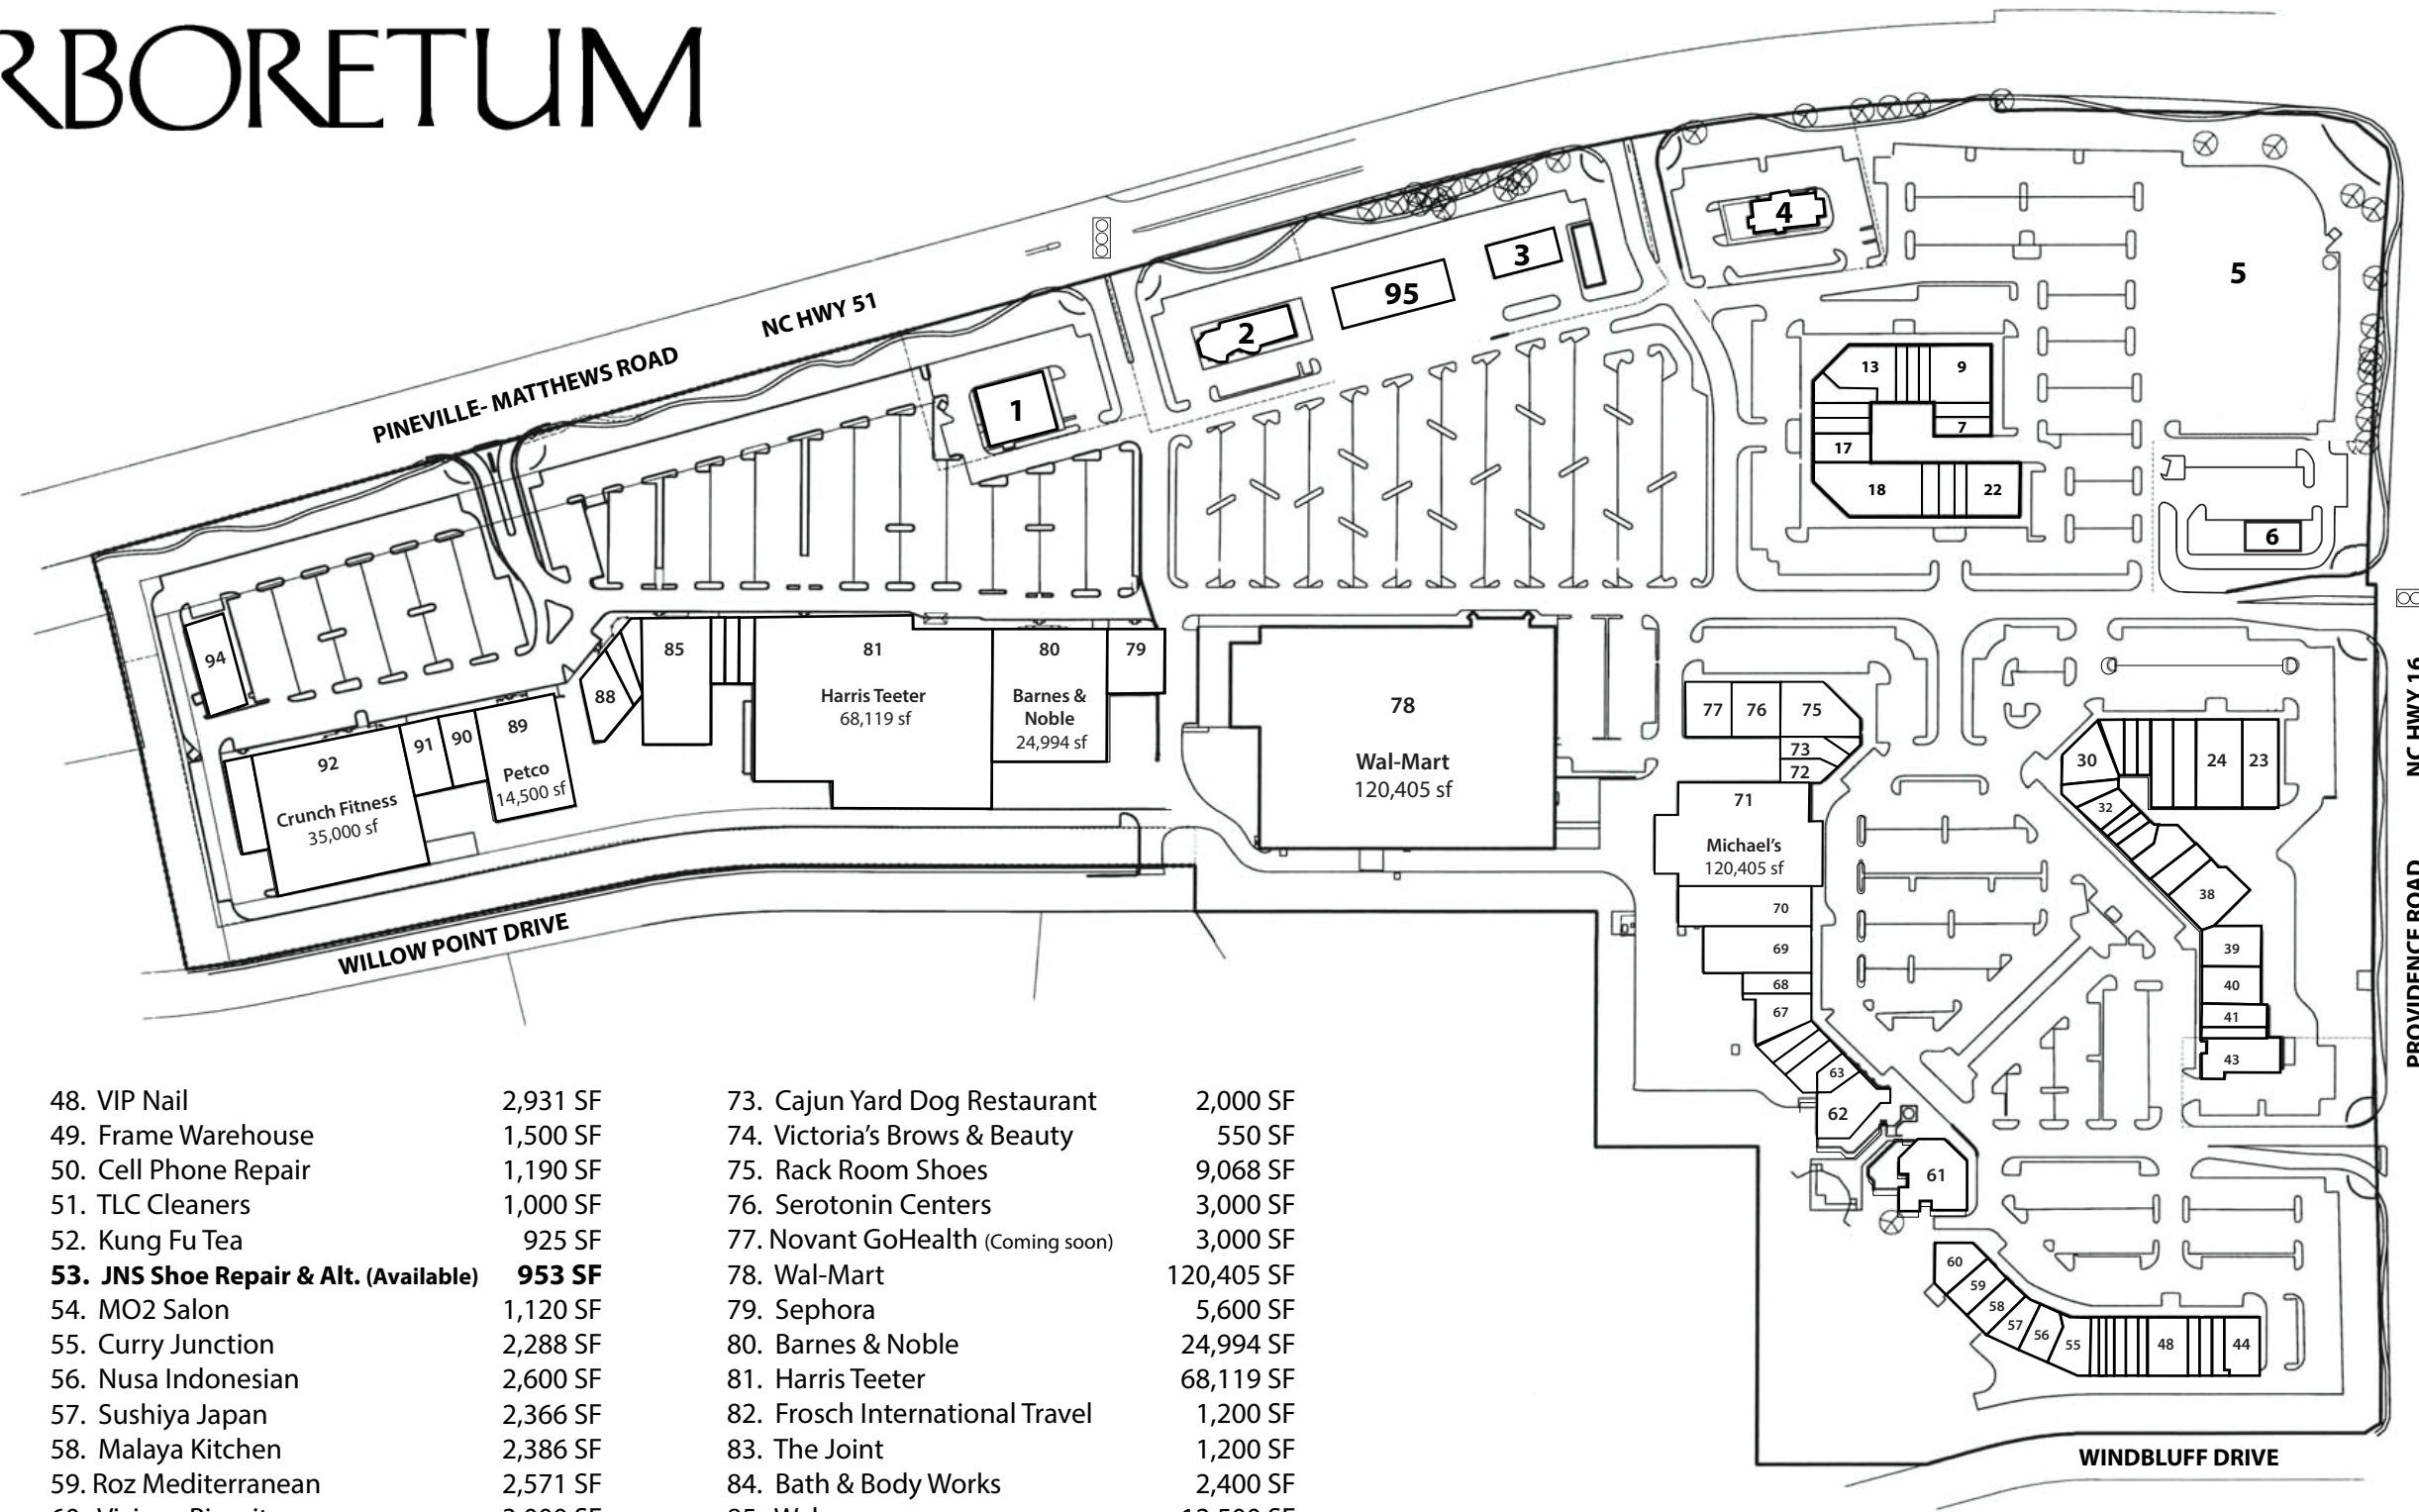 RBORETUM
NC HWY 51
PINEVILLE- MATTHEWS ROAD
1
2
95
3
4
5
6
13
9
7
17
18
22
94
88
85
81
Harris Teeter
68,119 sf
80
Barnes &
Noble
24,994 sf
79
92
Crunch Fitness
35,000 sf
91
90
89
Petco
14,500 sf
78
Wal-Mart
120,405 sf
77
76
75
73
72
71
Michael's
120,405 sf
70
69
68
67
63
62
61
60
59
58
57
56
55
48
44
30
24
23
32
38
39
40
41
43
NC HWY 16
PROVIDENCE ROAD
WILLOW POINT DRIVE
WINDBLUFF DRIVE
48. VIP Nail 2,931 SF
49. Frame Warehouse 1,500 SF
50. Cell Phone Repair 1,190 SF
51. TLC Cleaners 1,000 SF
52. Kung Fu Tea 925 SF
53. JNS Shoe Repair & Alt. (Available) 953 SF
54. MO2 Salon 1,120 SF
55. Curry Junction 2,288 SF
56. Nusa Indonesian 2,600 SF
57. Sushiya Japan 2,366 SF
58. Malaya Kitchen 2,386 SF
59. Roz Mediterranean 2,571 SF
73. Cajun Yard Dog Restaurant 2,000 SF
74. Victoria's Brows & Beauty 550 SF
75. Rack Room Shoes 9,068 SF
76. Serotonin Centers 3,000 SF
77. Novant GoHealth (Coming soon) 3,000 SF
78. Wal-Mart 120,405 SF
79. Sephora 5,600 SF
80. Barnes & Noble 24,994 SF
81. Harris Teeter 68,119 SF
82. Frosch International Travel 1,200 SF
83. The Joint 1,200 SF
84. Bath & Body Works 2,400 SF